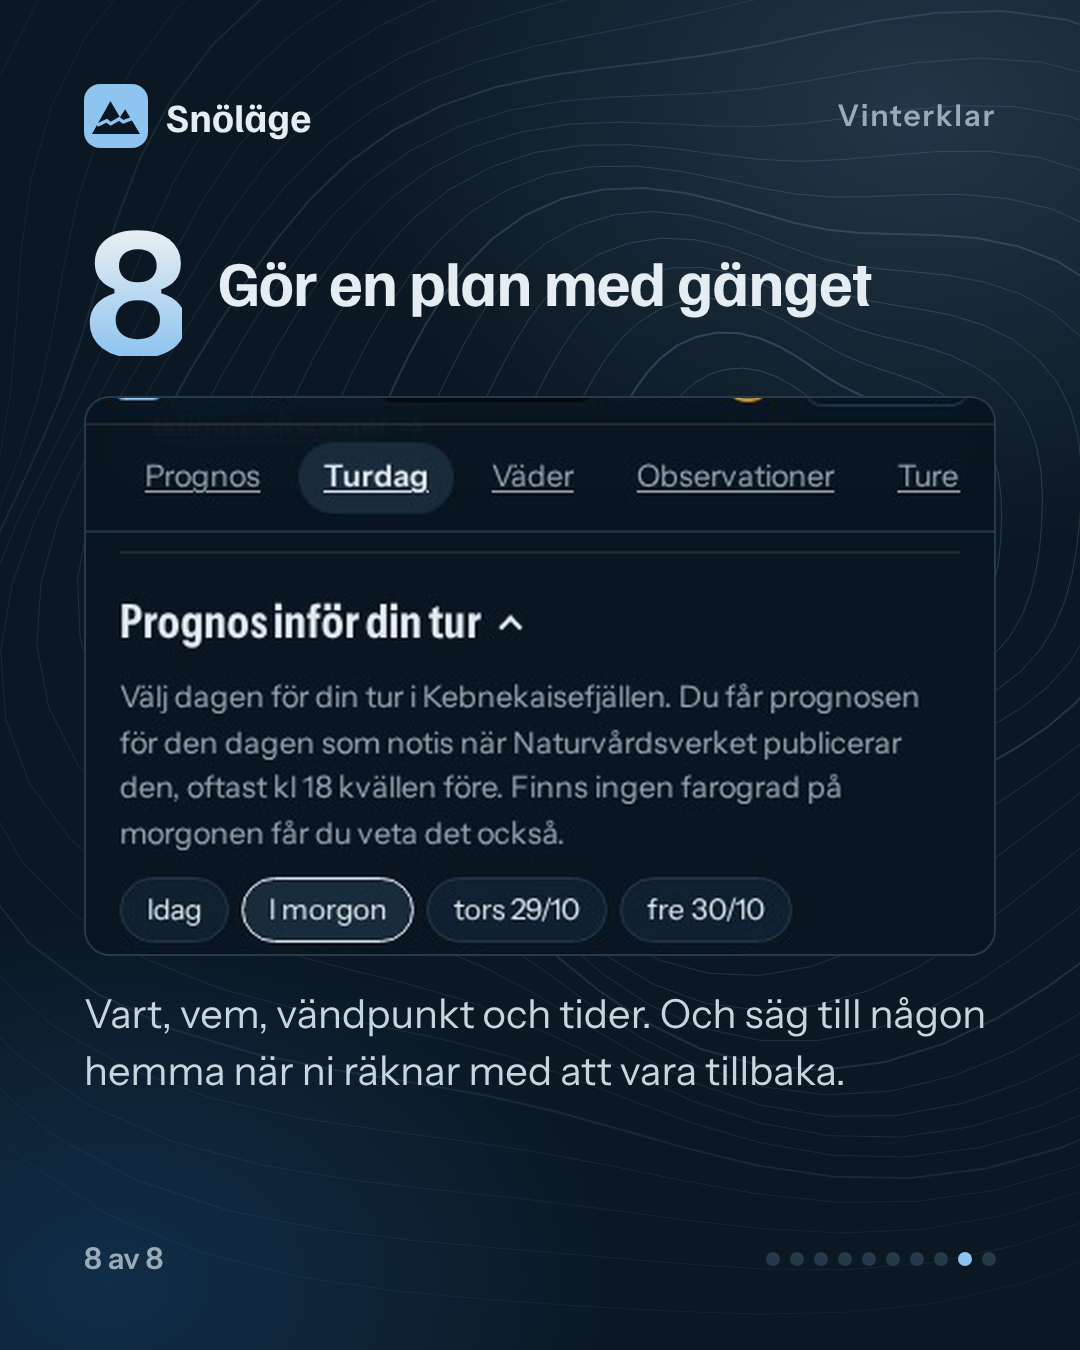 Snöläge
Vinterklar
8 Gör en plan med gänget
Prognos Turdag Väder Observationer Ture
Prognos inför din tur
Välj dagen för din tur i Kebnekaisefjällen. Du får prognosen
för den dagen som notis när Naturvårdsverket publicerar
den, oftast kl 18 kvällen före. Finns ingen farograd på
morgonen får du veta det också.
Idag I morgon tors 29/10 fre 30/10
Vart, vem, vändpunkt och tider. Och säg till någon
hemma när ni räknar med att vara tillbaka.
8 av 8